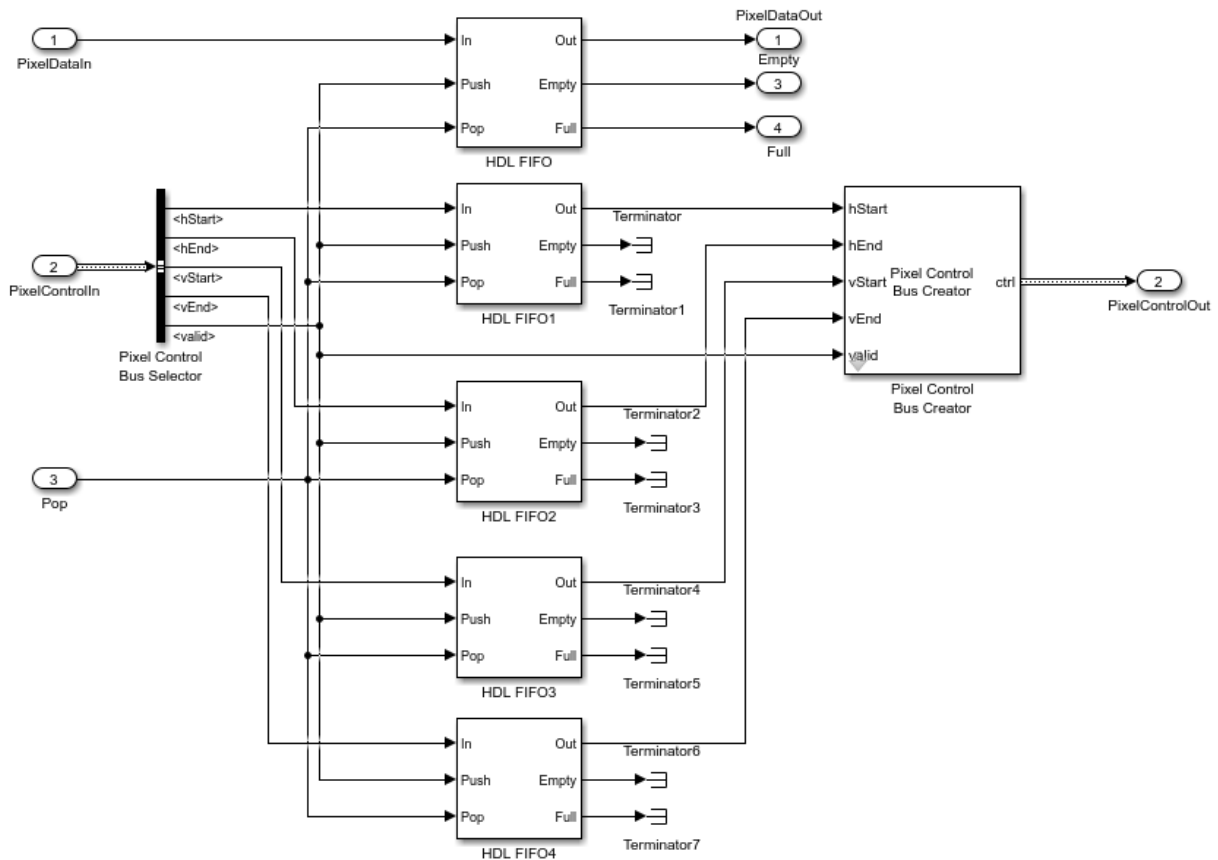 PixelDataOut
1
PixelDataIn
In
Push
Pop
Out
Empty
Full
HDL FIFO
1
Empty
3
4
Full
<hStart>
<hEnd>
<vStart>
<vEnd>
<valid>
Pixel Control
Bus Selector
2
PixelControlIn
In
Push
Pop
Out
Empty
Full
HDL FIFO1
Terminator
Terminator1
hStart
hEnd
vStart
vEnd
valid
Pixel Control
Bus Creator
ctrl
Pixel Control
Bus Creator
2
PixelControlOut
3
Pop
In
Push
Pop
Out
Empty
Full
HDL FIFO2
Terminator2
Terminator3
In
Push
Pop
Out
Empty
Full
HDL FIFO3
Terminator4
Terminator5
In
Push
Pop
Out
Empty
Full
HDL FIFO4
Terminator6
Terminator7